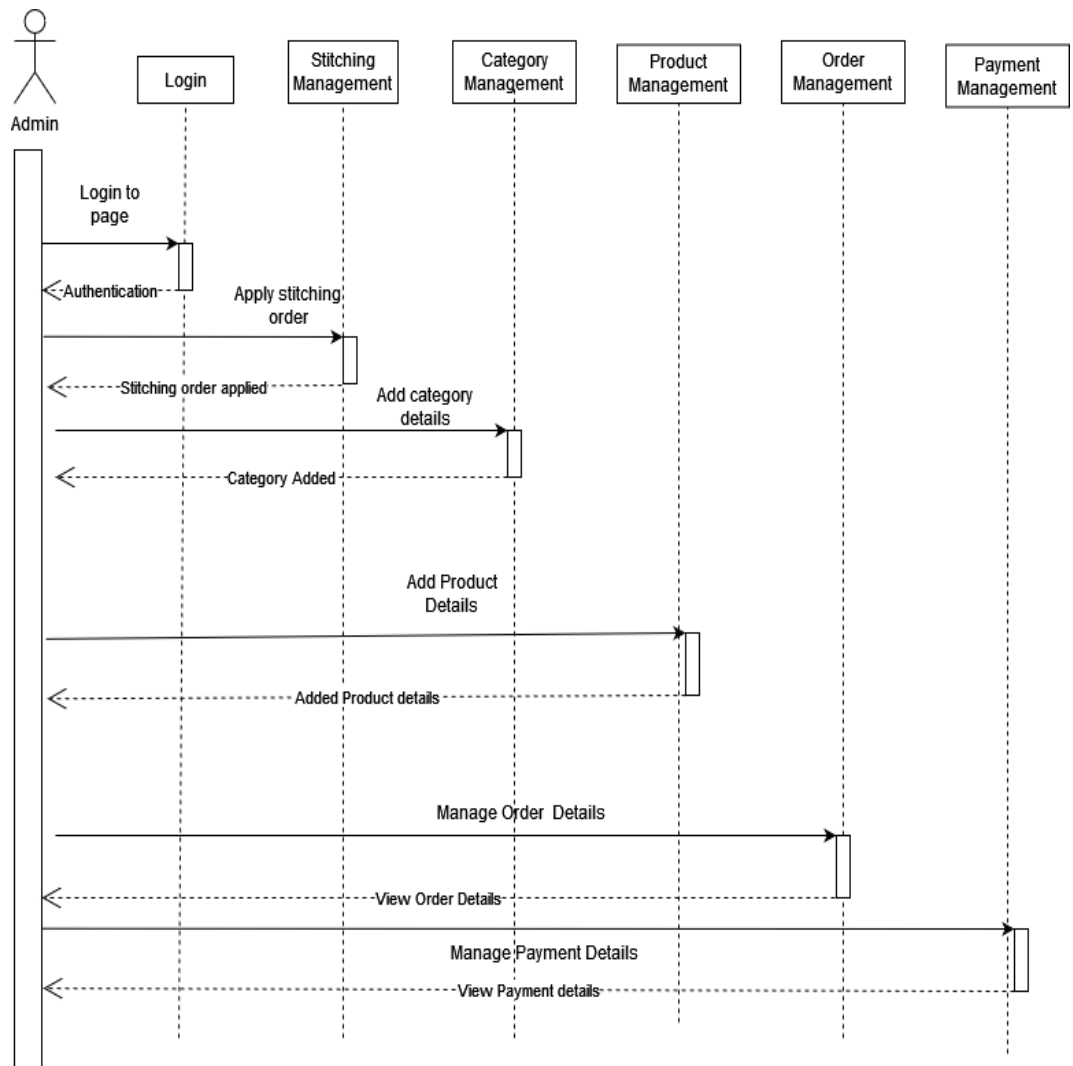 Login
Stitching
Management
Category
Management
Product
Management
Order
Management
Payment
Management
Admin
Login to
page
Authentication
Apply stitching
order
Stitching order applied
Add category
details
Category Added
Add Product
Details
Added Product details
Manage Order Details
View Order Details
Manage Payment Details
View Payment details